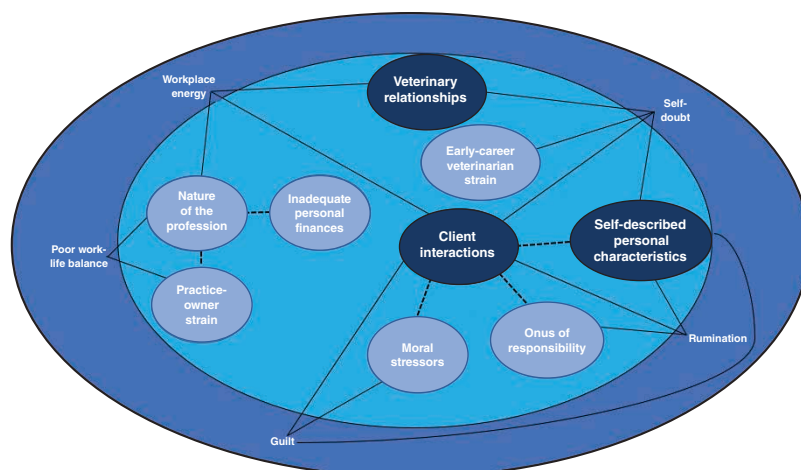 Workplace
energy
Veterinary
relationships
Self-
doubt
Early-career
veterinarian
strain
Nature
of the
profession
Inadequate
personal
finances
Client
interactions
Self-described
personal
characteristics
Poor work-
life balance
Practice-
owner
strain
Moral
stressors
Onus of
responsibility
Rumination
Guilt